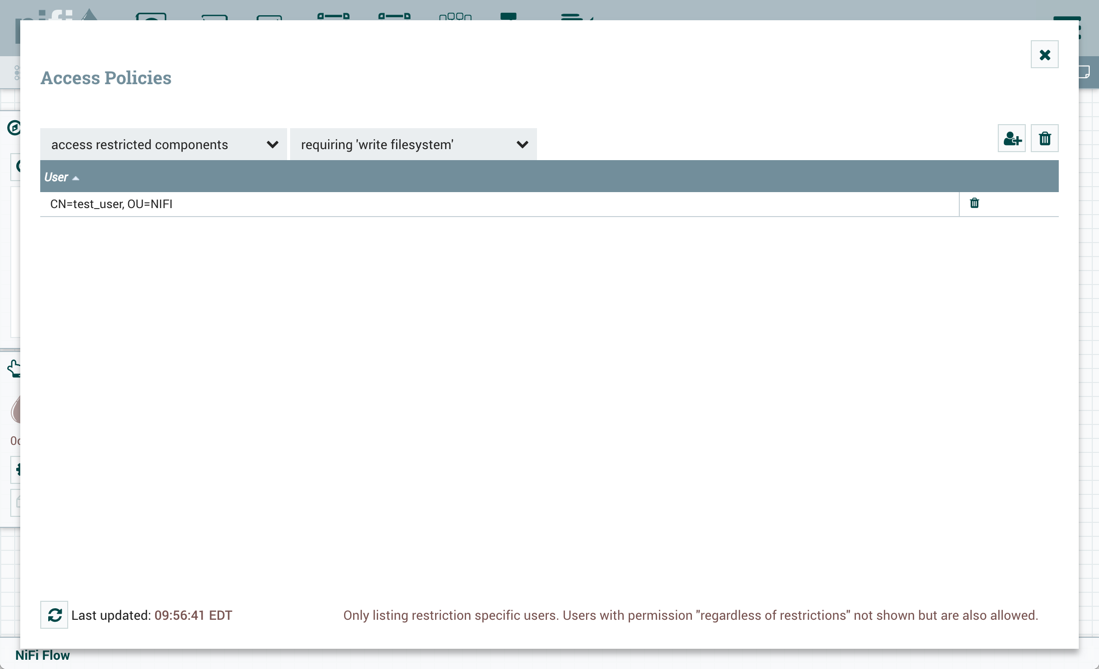 Access Policies
access restricted components
requiring 'write filesystem'
User
CN=test_user, OU=NIFI
Last updated: 09:56:41 EDT
Only listing restriction specific users. Users with permission "regardless of restrictions" not shown but are also allowed.
NiFi Flow